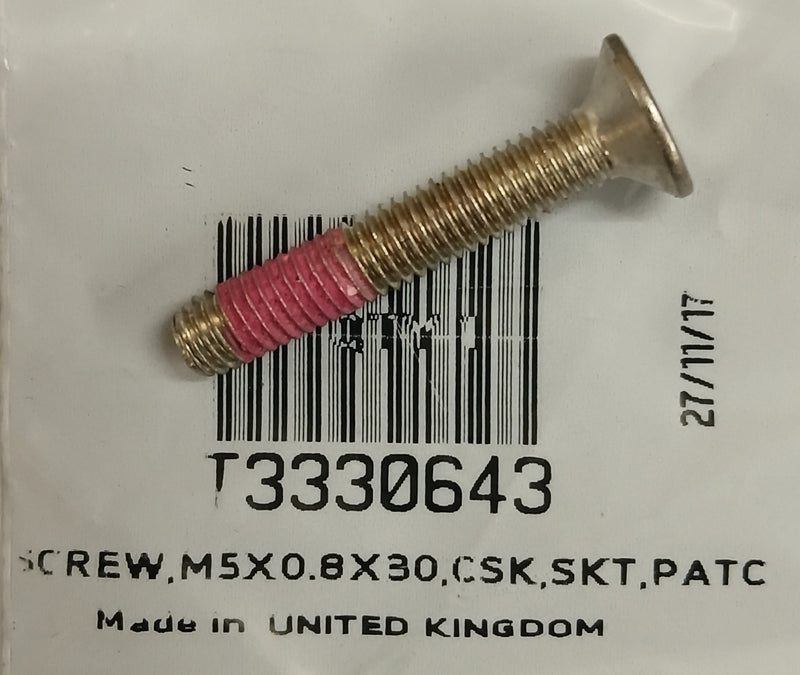 27/11/17
T3330643
SCREW,M5X0.8X30,CSK,SKT,PATC
Made in UNITED KINGDOM